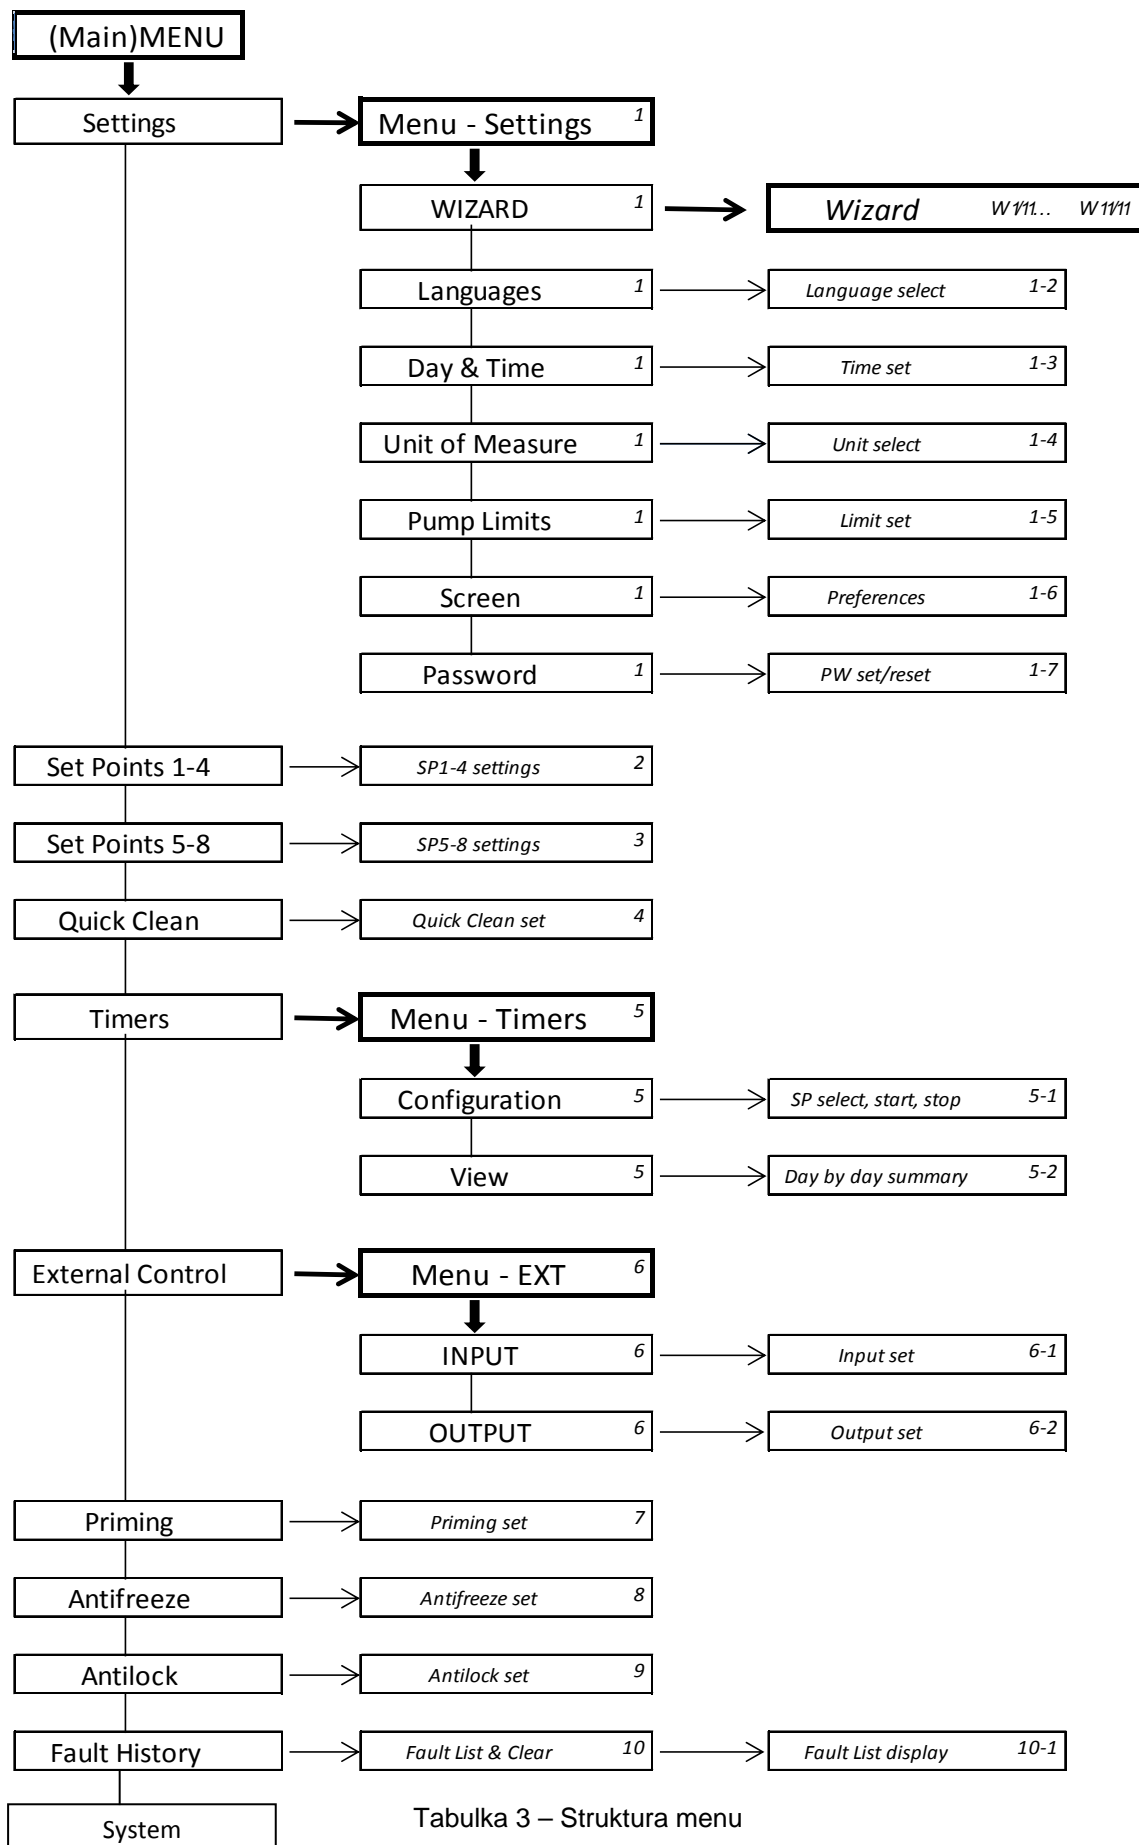 (Main)MENU
Settings
Menu - Settings 1
WIZARD 1
Wizard W1/11... W11/11
Languages 1
Language select 1-2
Day & Time 1
Time set 1-3
Unit of Measure 1
Unit select 1-4
Pump Limits 1
Limit set 1-5
Screen 1
Preferences 1-6
Password 1
PW set/reset 1-7
Set Points 1-4
SP1-4 settings 2
Set Points 5-8
SP5-8 settings 3
Quick Clean
Quick Clean set 4
Timers
Menu - Timers 5
Configuration 5
SP select, start, stop 5-1
View 5
Day by day summary 5-2
External Control
Menu - EXT 6
INPUT 6
Input set 6-1
OUTPUT 6
Output set 6-2
Priming
Priming set 7
Antifreeze
Antifreeze set 8
Antilock
Antilock set 9
Fault History
Fault List & Clear 10
Fault List display 10-1
System
Tabulka 3 – Struktura menu